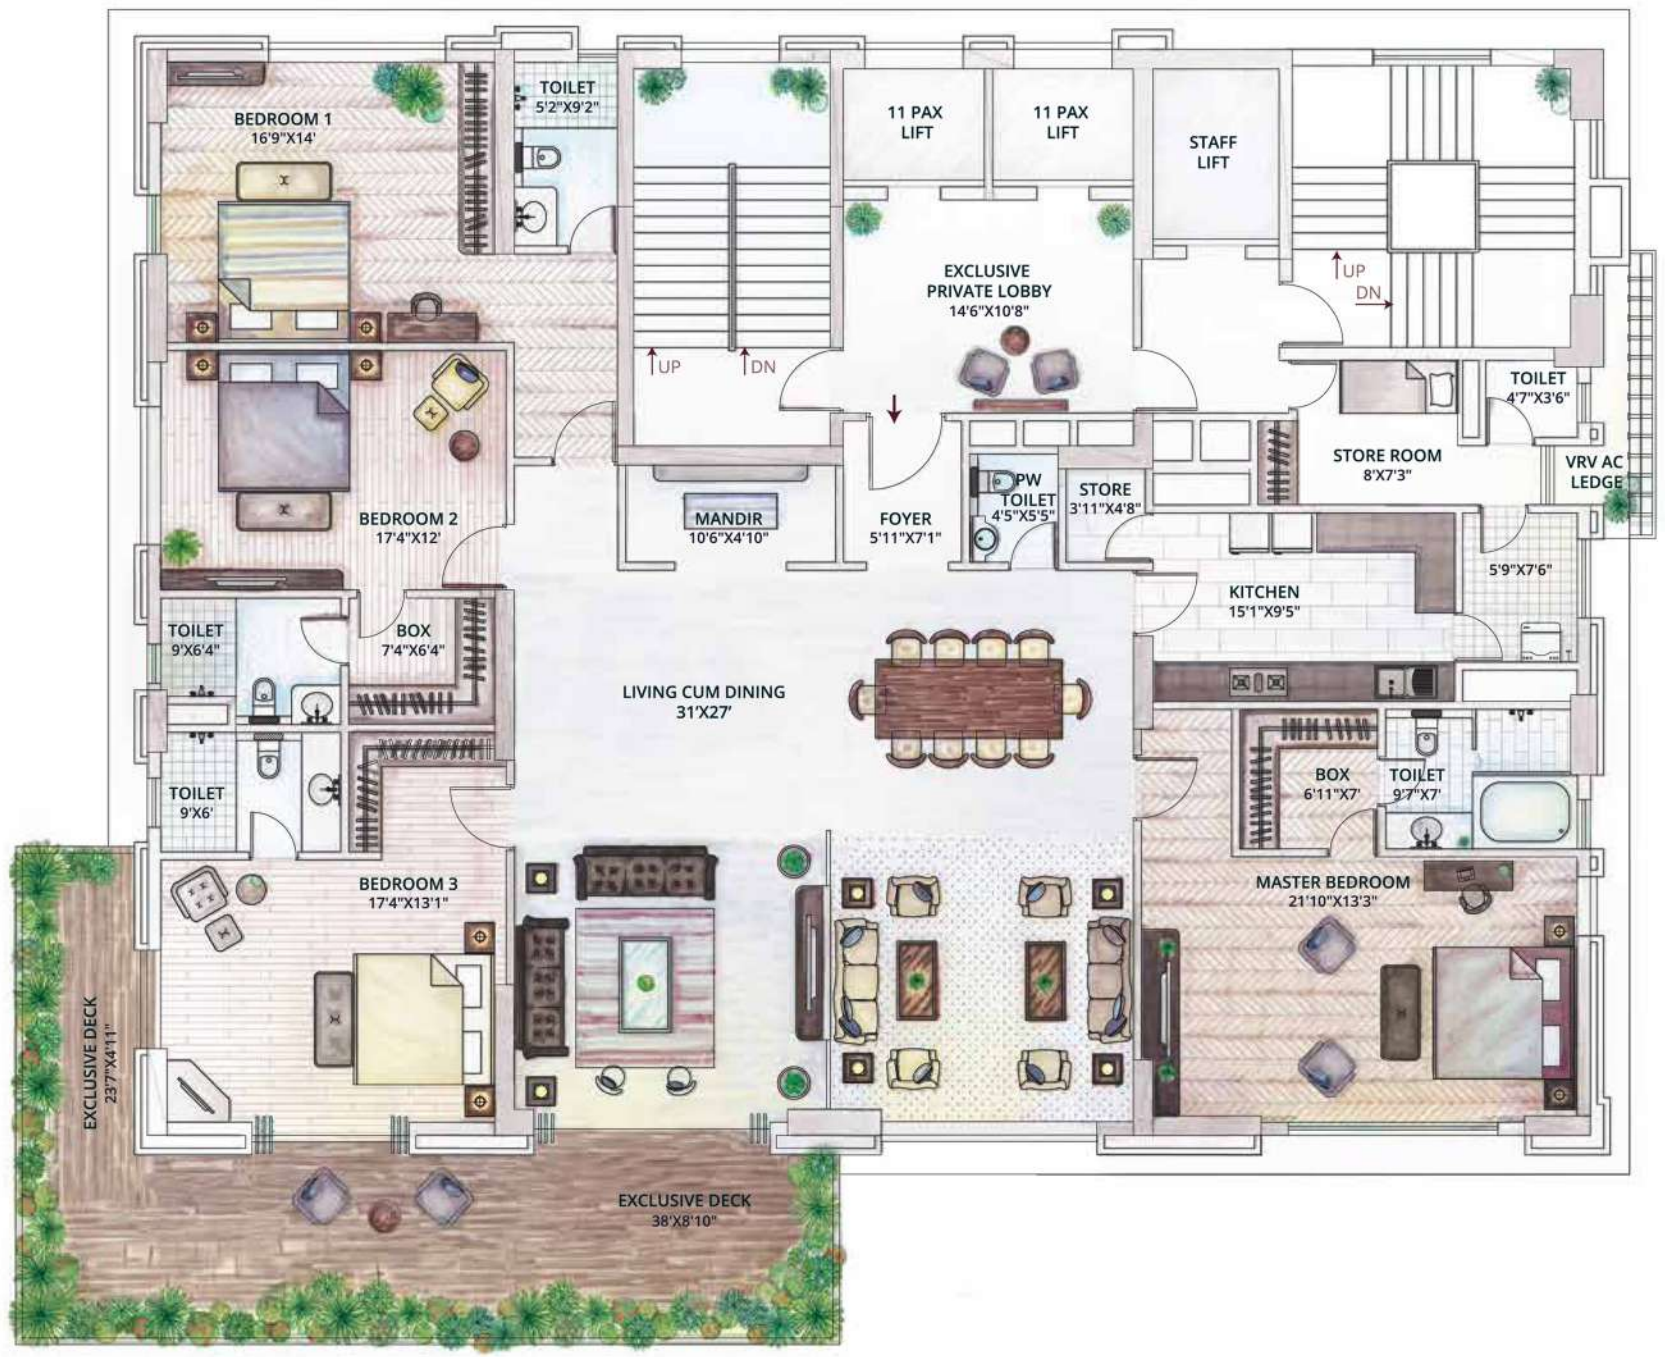 BEDROOM 1
16'9"X14'
TOILET
5'2"X9'2"
11 PAX
LIFT
11 PAX
LIFT
STAFF
LIFT
EXCLUSIVE
PRIVATE LOBBY
14'6"X10'8"
UP
DN
UP
DN
TOILET
4'7"X3'6"
STORE ROOM
8'X7'3"
VRV AC
LEDGE
BEDROOM 2
17'4"X12'
MANDIR
10'6"X4'10"
FOYER
5'11"X7'1"
PW
TOILET
4'5"X5'5"
STORE
3'11"X4'8"
KITCHEN
15'1"X9'5"
5'9"X7'6"
TOILET
9'X6'4"
BOX
7'4"X6'4"
LIVING CUM DINING
31'X27'
TOILET
9'X6'
BOX
6'11"X7'
TOILET
9'7"X7'
BEDROOM 3
17'4"X13'1"
MASTER BEDROOM
21'10"X13'3"
EXCLUSIVE DECK
23'7"X4'11"
EXCLUSIVE DECK
38'X8'10"